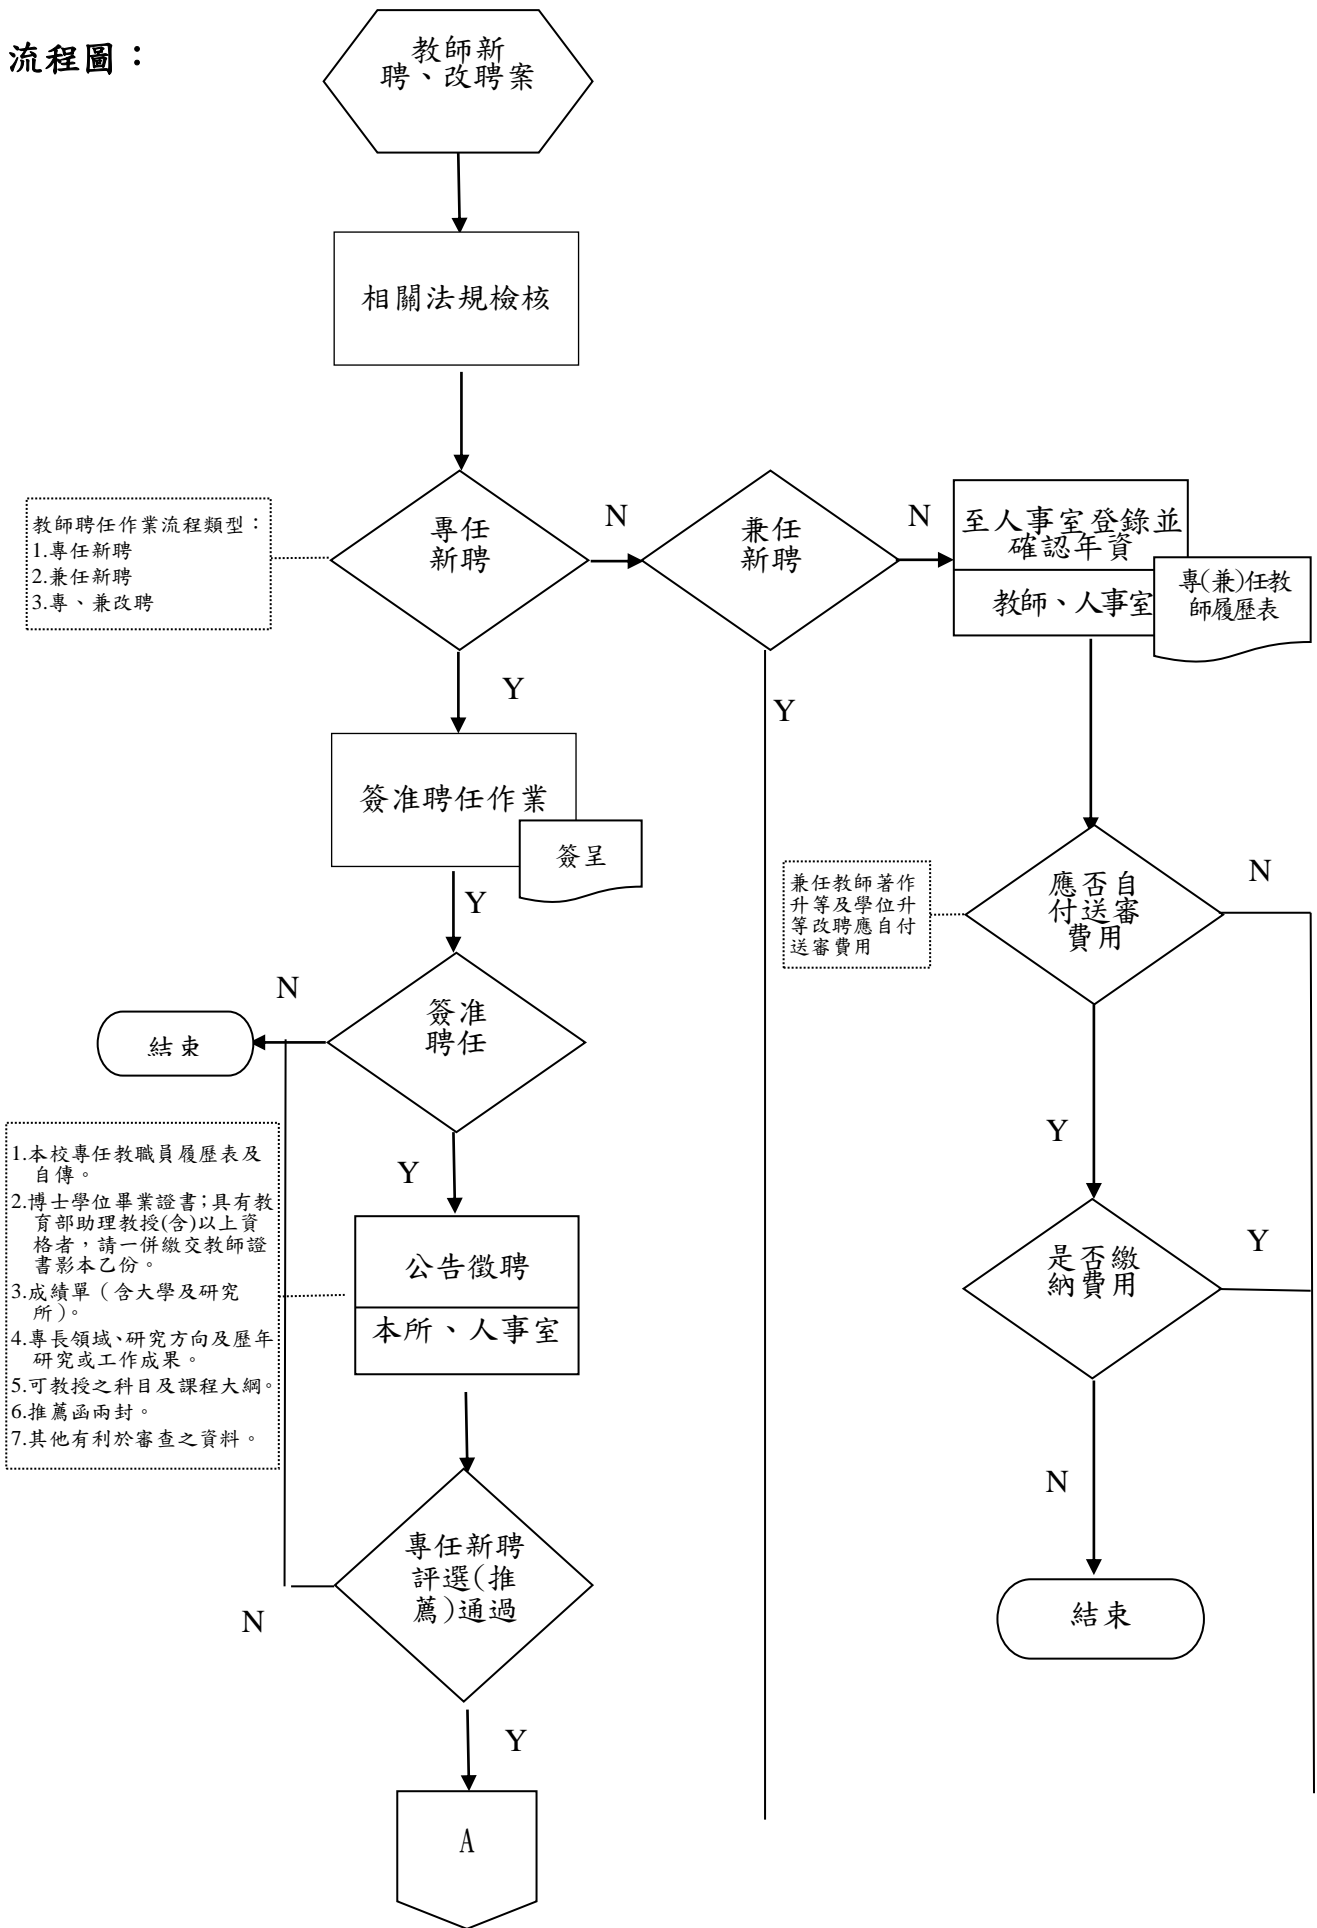 流程圖：
教師新
聘、改聘案
相關法規檢核
教師聘任作業流程類型：
1.專任新聘
2.兼任新聘
3.專、兼改聘
專任
新聘
N
兼任
新聘
N
至人事室登錄並
確認年資
教師、人事室
專(兼)任教
師履歷表
Y
Y
簽准聘任作業
簽呈
Y
兼任教師著作
升等及學位升
等改聘應自付
送審費用
應否自
付送審
費用
N
N
簽准
聘任
結束
Y
Y
1.本校專任教職員履歷表及
自傳。
2.博士學位畢業證書;具有教
育部助理教授(含)以上資
格者，請一併繳交教師證
書影本乙份。
3.成績單（含大學及研究
所）。
4.專長領域、研究方向及歷年
研究或工作成果。
5.可教授之科目及課程大綱。
6.推薦函兩封。
7.其他有利於審查之資料。
公告徵聘
本所、人事室
是否繳
納費用
Y
N
專任新聘
評選(推
薦)通過
N
結束
Y
A